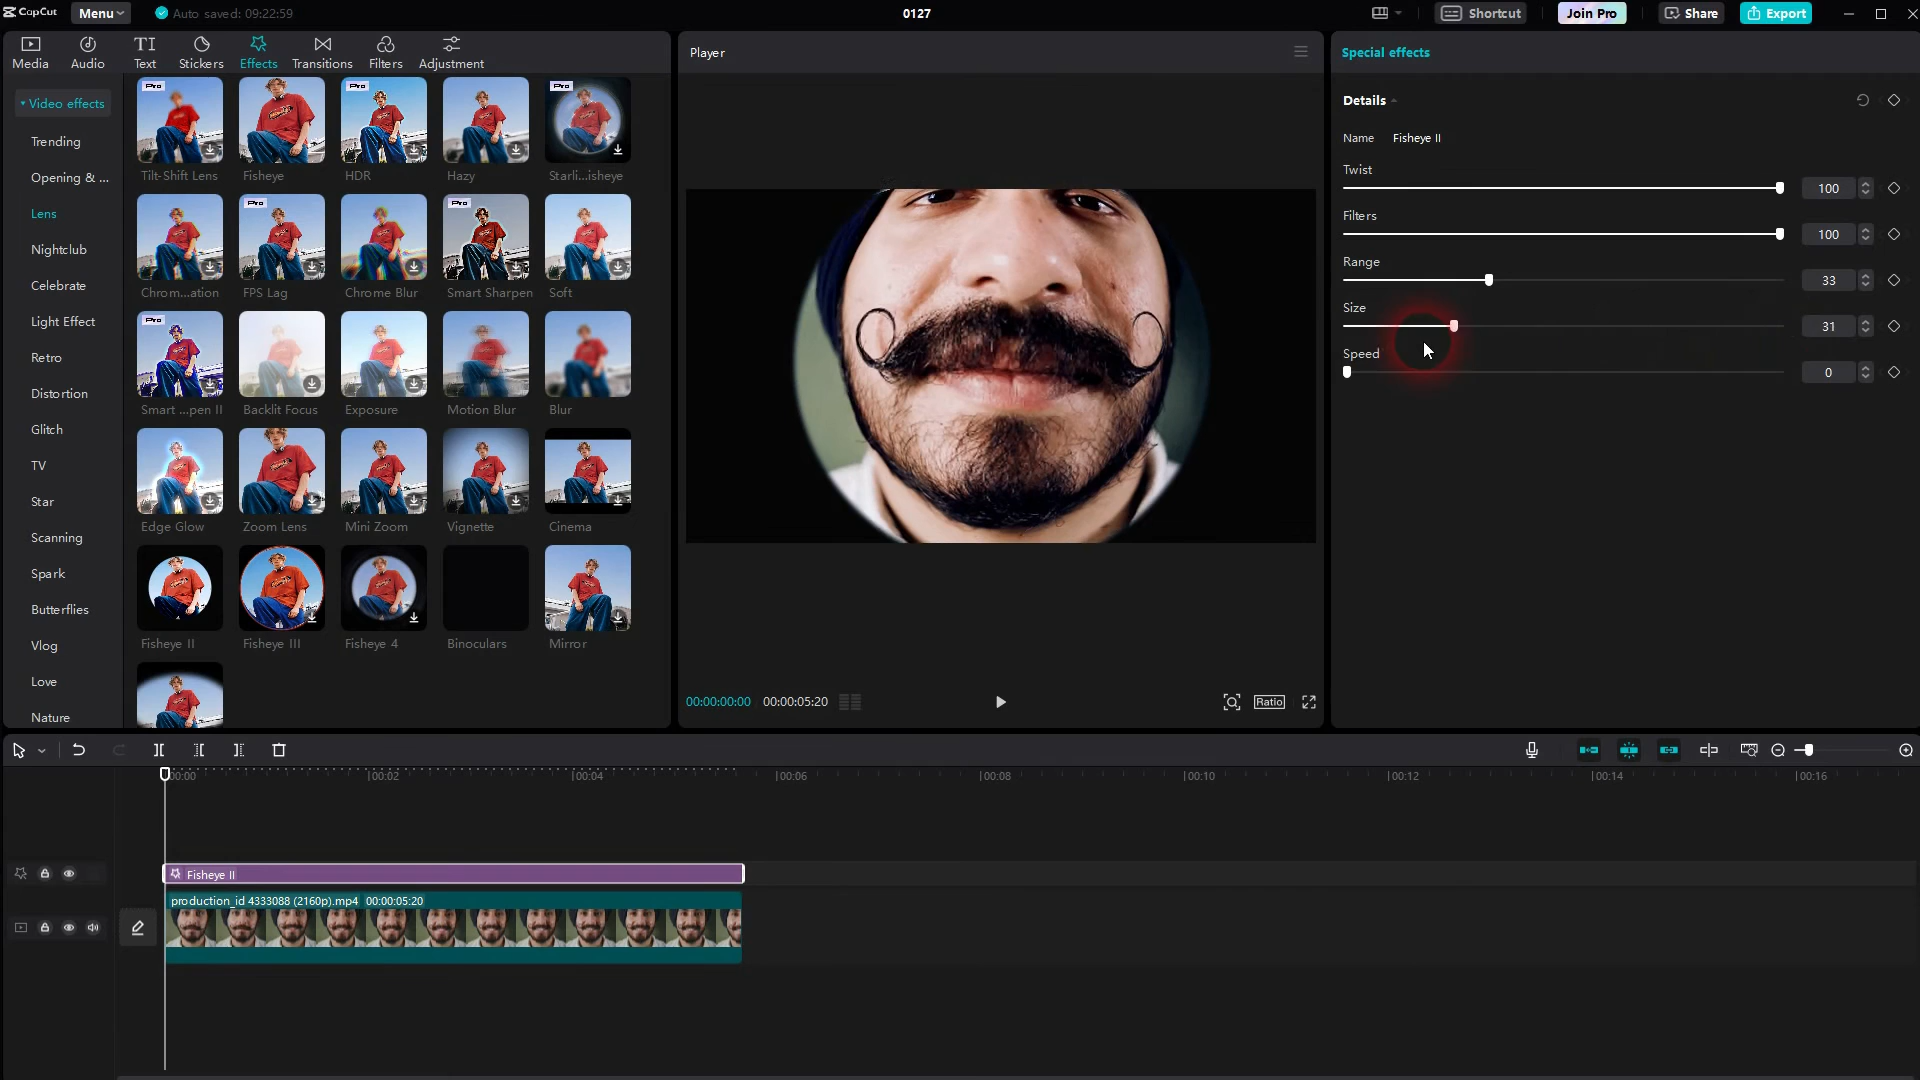 CapCut
Menu
Auto saved: 09:22:59
0127
Shortcut
Join Pro
Share
Export
Media
Audio
TI
Text
Stickers
Effects
Transitions
Filters
Adjustment
Video effects
Trending
Opening & ...
Lens
Nightclub
Celebrate
Light Effect
Retro
Distortion
Glitch
TV
Star
Scanning
Spark
Butterflies
Vlog
Love
Nature
Pro
Pro
Pro
Tilt-Shift Lens
Fisheye
HDR
Hazy
Starli...isheye
Pro
Pro
Chrom...ation
FPS Lag
Chrome Blur
Smart Sharpen
Soft
Pro
Smart ...pen II
Backlit Focus
Exposure
Motion Blur
Blur
Edge Glow
Zoom Lens
Mini Zoom
Vignette
Cinema
Fisheye II
Fisheye III
Fisheye 4
Binoculars
Mirror
Player
00:00:00:00
00:00:05:20
Ratio
Special effects
Details
Name
Fisheye II
Twist
100
Filters
100
Range
33
Size
31
Speed
0
00:00
00:02
00:04
00:06
00:08
00:10
00:12
00:14
00:16
Fisheye II
production_id 4333088 (2160p).mp4
00:00:05:20